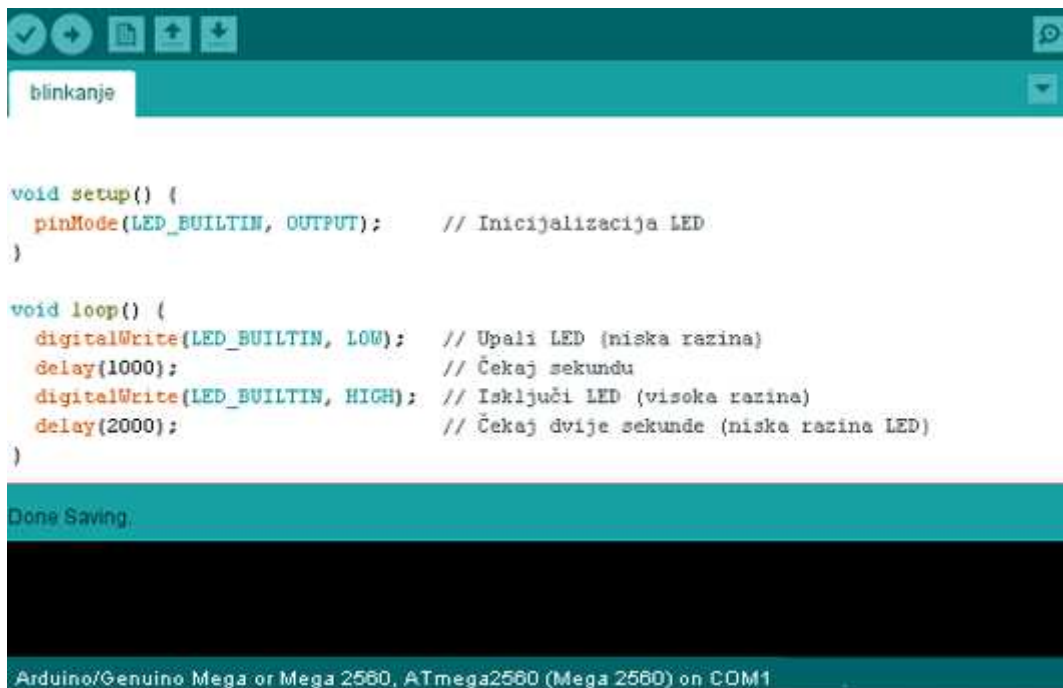 blinkanje
void setup() {
pinMode(LED_BUILTIN, OUTPUT); // Inicijalizacija LED
}
void loop() {
digitalWrite(LED_BUILTIN, LOW); // Upali LED (niska razina)
delay(1000); // Čekaj sekundu
digitalWrite(LED_BUILTIN, HIGH); // Isključi LED (visoka razina)
delay(2000); // Čekaj dvije sekunde (niska razina LED)
}
Done Saving.
Arduino/Genuino Mega or Mega 2560, ATmega2560 (Mega 2560) on COM1